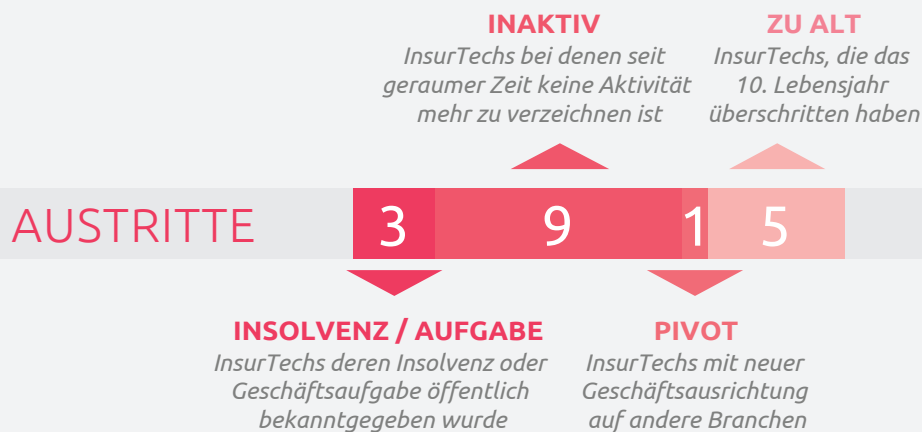 INAKTIV
InsurTechs bei denen seit
geraumer Zeit keine Aktivität
mehr zu verzeichnen ist
ZU ALT
InsurTechs, die das
10. Lebensjahr
überschritten haben
AUSTRITTE
3
9
1
5
INSOLVENZ / AUFGABE
InsurTechs deren Insolvenz oder
Geschäftsaufgabe öffentlich
bekanntgegeben wurde
PIVOT
InsurTechs mit neuer
Geschäftsausrichtung
auf andere Branchen